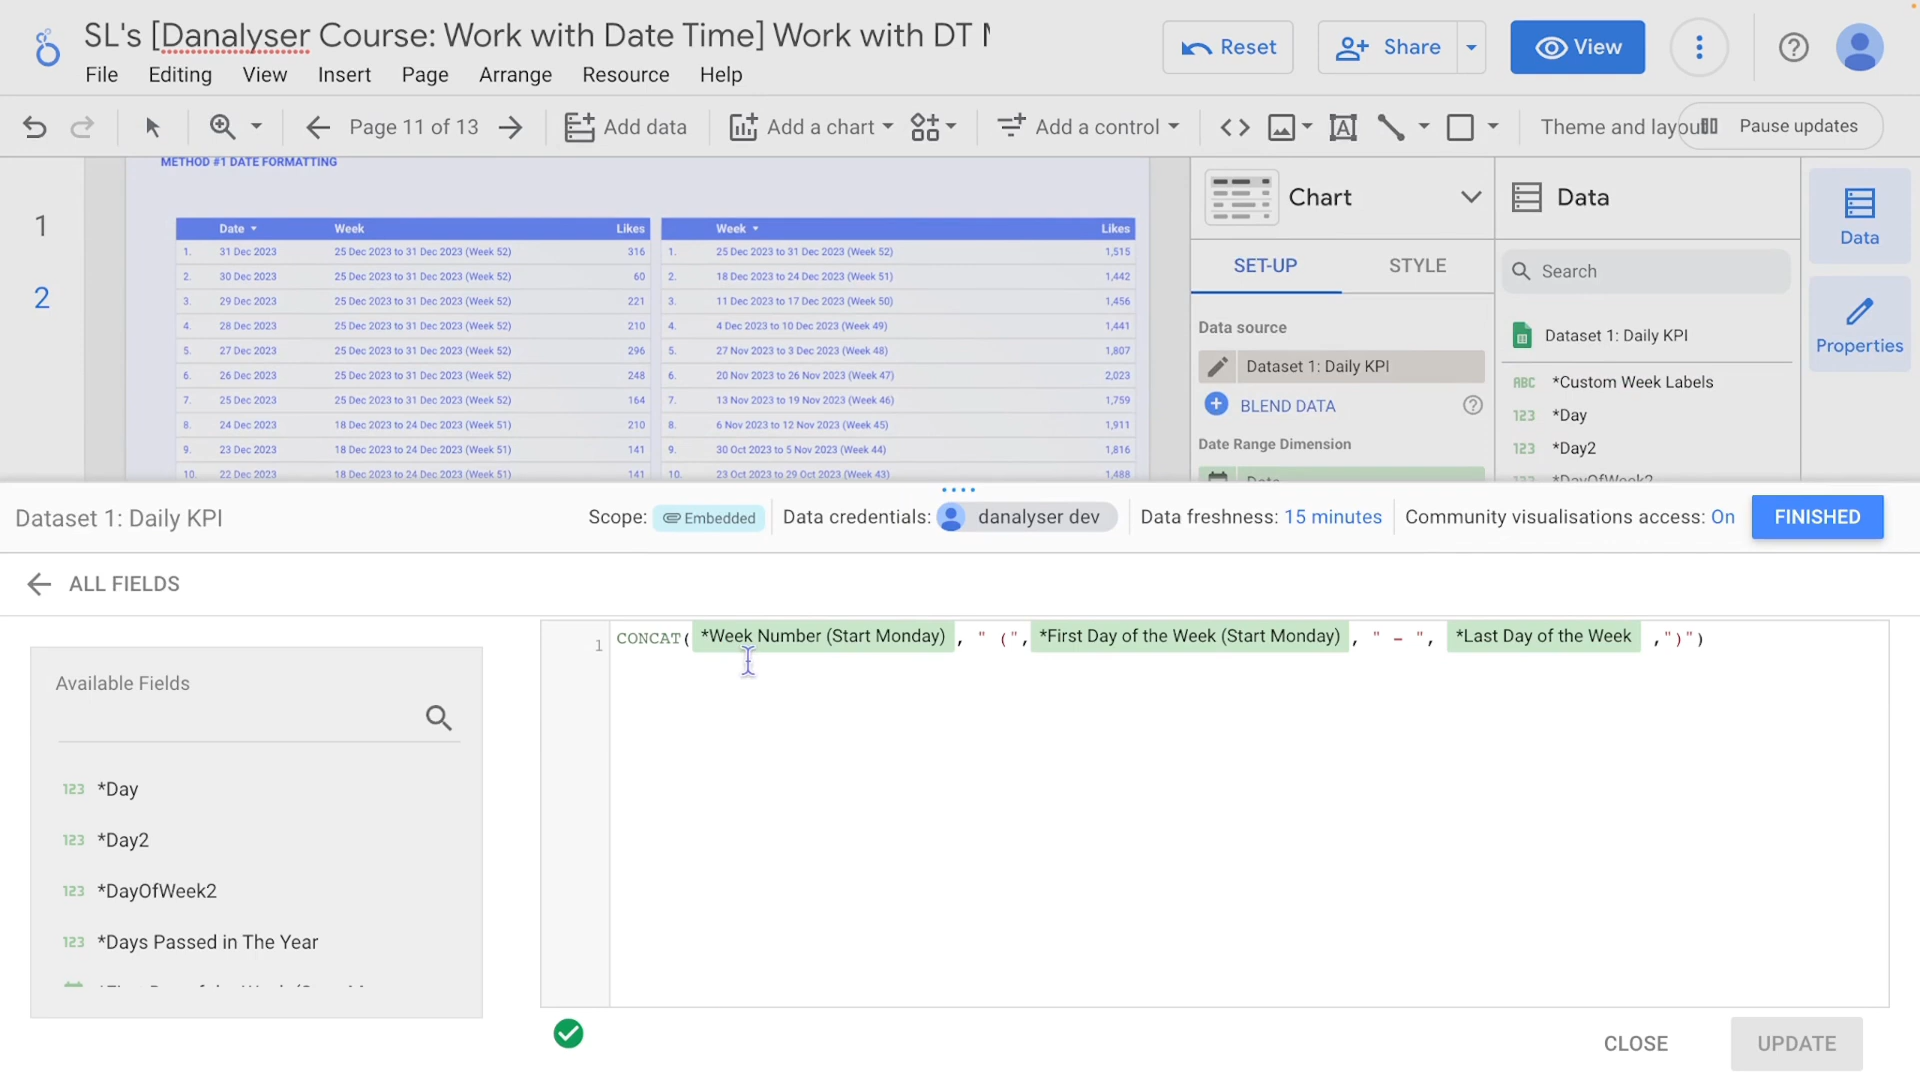 SL's [Danalyser Course: Work with Date Time] Work with DT
Reset
Share
View
File Editing View Insert Page Arrange Resource Help
Page 11 of 13
Add data
Add a chart
Add a control
Theme and layou
Pause updates
1
2
METHOD #1 DATE FORMATTING
Date Week Likes
1. 31 Dec 2023 25 Dec 2023 to 31 Dec 2023 (Week 52) 316
2. 30 Dec 2023 25 Dec 2023 to 31 Dec 2023 (Week 52) 60
3. 29 Dec 2023 25 Dec 2023 to 31 Dec 2023 (Week 52) 221
4. 28 Dec 2023 25 Dec 2023 to 31 Dec 2023 (Week 52) 210
5. 27 Dec 2023 25 Dec 2023 to 31 Dec 2023 (Week 52) 296
6. 26 Dec 2023 25 Dec 2023 to 31 Dec 2023 (Week 52) 248
7. 25 Dec 2023 25 Dec 2023 to 31 Dec 2023 (Week 52) 164
8. 24 Dec 2023 18 Dec 2023 to 24 Dec 2023 (Week 51) 210
9. 23 Dec 2023 18 Dec 2023 to 24 Dec 2023 (Week 51) 141
10. 22 Dec 2023 18 Dec 2023 to 24 Dec 2023 (Week 51) 141
Week Likes
1. 25 Dec 2023 to 31 Dec 2023 (Week 52) 1,515
2. 18 Dec 2023 to 24 Dec 2023 (Week 51) 1,442
3. 11 Dec 2023 to 17 Dec 2023 (Week 50) 1,456
4. 4 Dec 2023 to 10 Dec 2023 (Week 49) 1,441
5. 27 Nov 2023 to 3 Dec 2023 (Week 48) 1,807
6. 20 Nov 2023 to 26 Nov 2023 (Week 47) 2,023
7. 13 Nov 2023 to 19 Nov 2023 (Week 46) 1,759
8. 6 Nov 2023 to 12 Nov 2023 (Week 45) 1,911
9. 30 Oct 2023 to 5 Nov 2023 (Week 44) 1,816
10. 23 Oct 2023 to 29 Oct 2023 (Week 43) 1,488
Chart
SET-UP STYLE
Data source
Dataset 1: Daily KPI
BLEND DATA
Date Range Dimension
Data
Search
Dataset 1: Daily KPI
ABC *Custom Week Labels
123 *Day
123 *Day2
123 *DayOfWeek2
Data
Properties
Dataset 1: Daily KPI
Scope: Embedded
Data credentials: danalyser dev
Data freshness: 15 minutes
Community visualisations access: On
FINISHED
ALL FIELDS
Available Fields
123 *Day
123 *Day2
123 *DayOfWeek2
123 *Days Passed in The Year
1 CONCAT( *Week Number (Start Monday) , " (", *First Day of the Week (Start Monday) , " - ", *Last Day of the Week ,")")
CLOSE
UPDATE